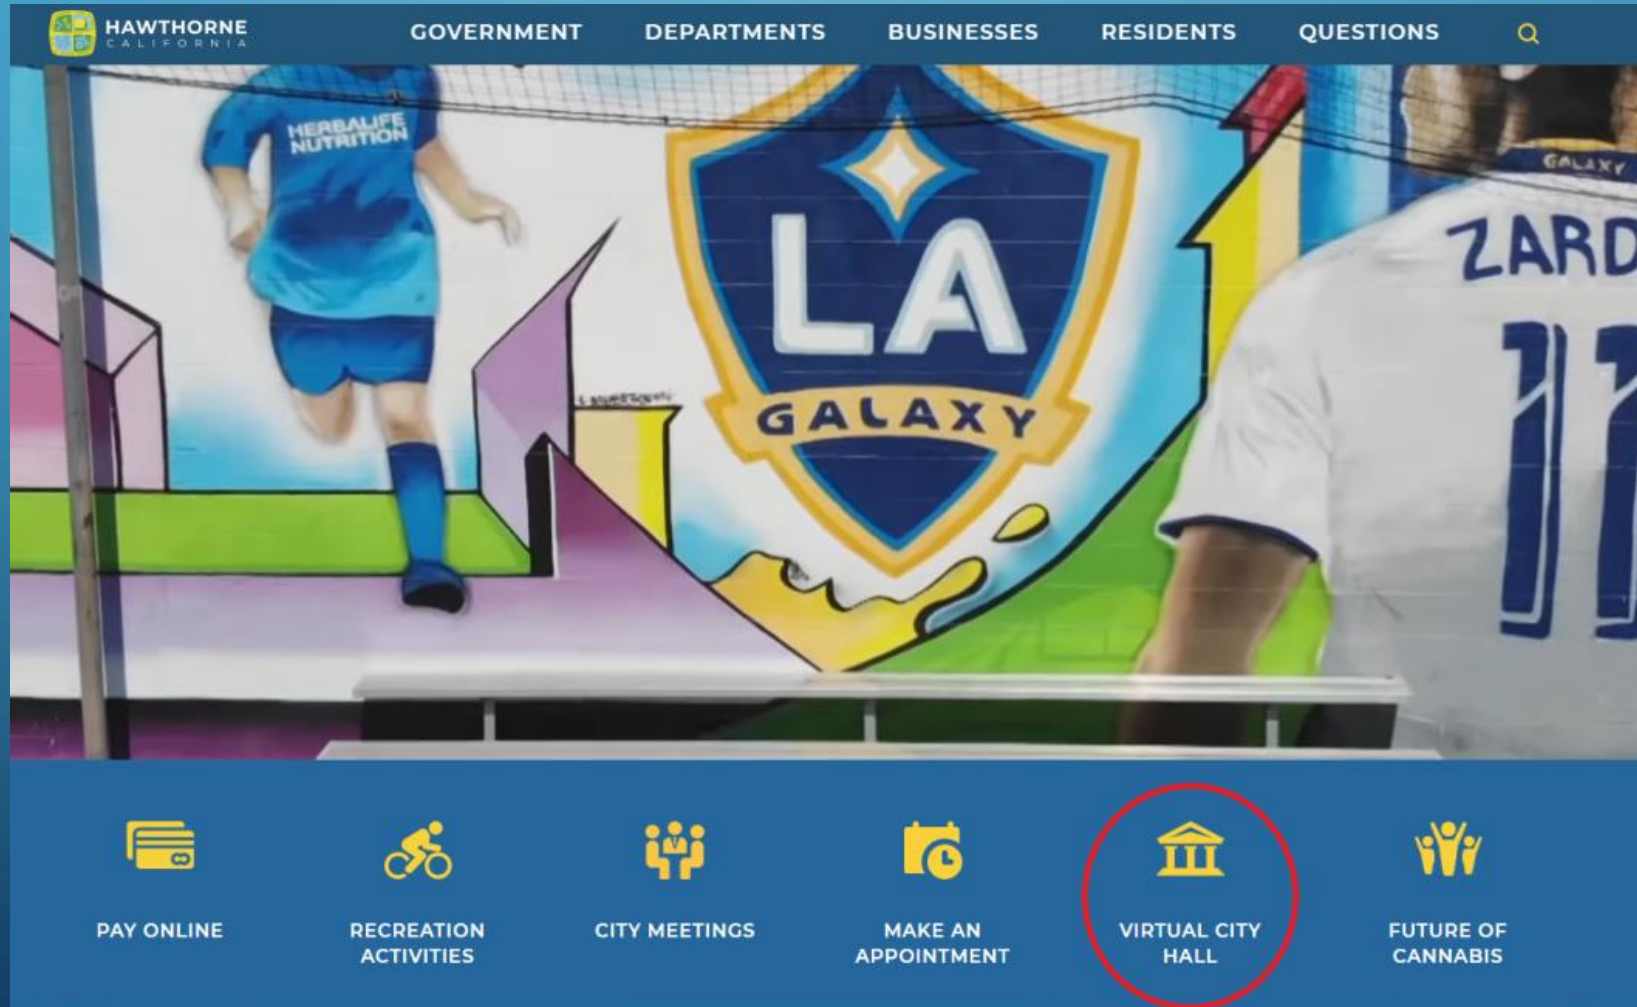 HAWTHORNE
CALIFORNIA
GOVERNMENT
DEPARTMENTS
BUSINESSES
RESIDENTS
QUESTIONS
HERBALIFE
NUTRITION
LA
GALAXY
GALAXY
ZARD
11
PAY ONLINE
RECREATION
ACTIVITIES
CITY MEETINGS
MAKE AN
APPOINTMENT
VIRTUAL CITY
HALL
FUTURE OF
CANNABIS